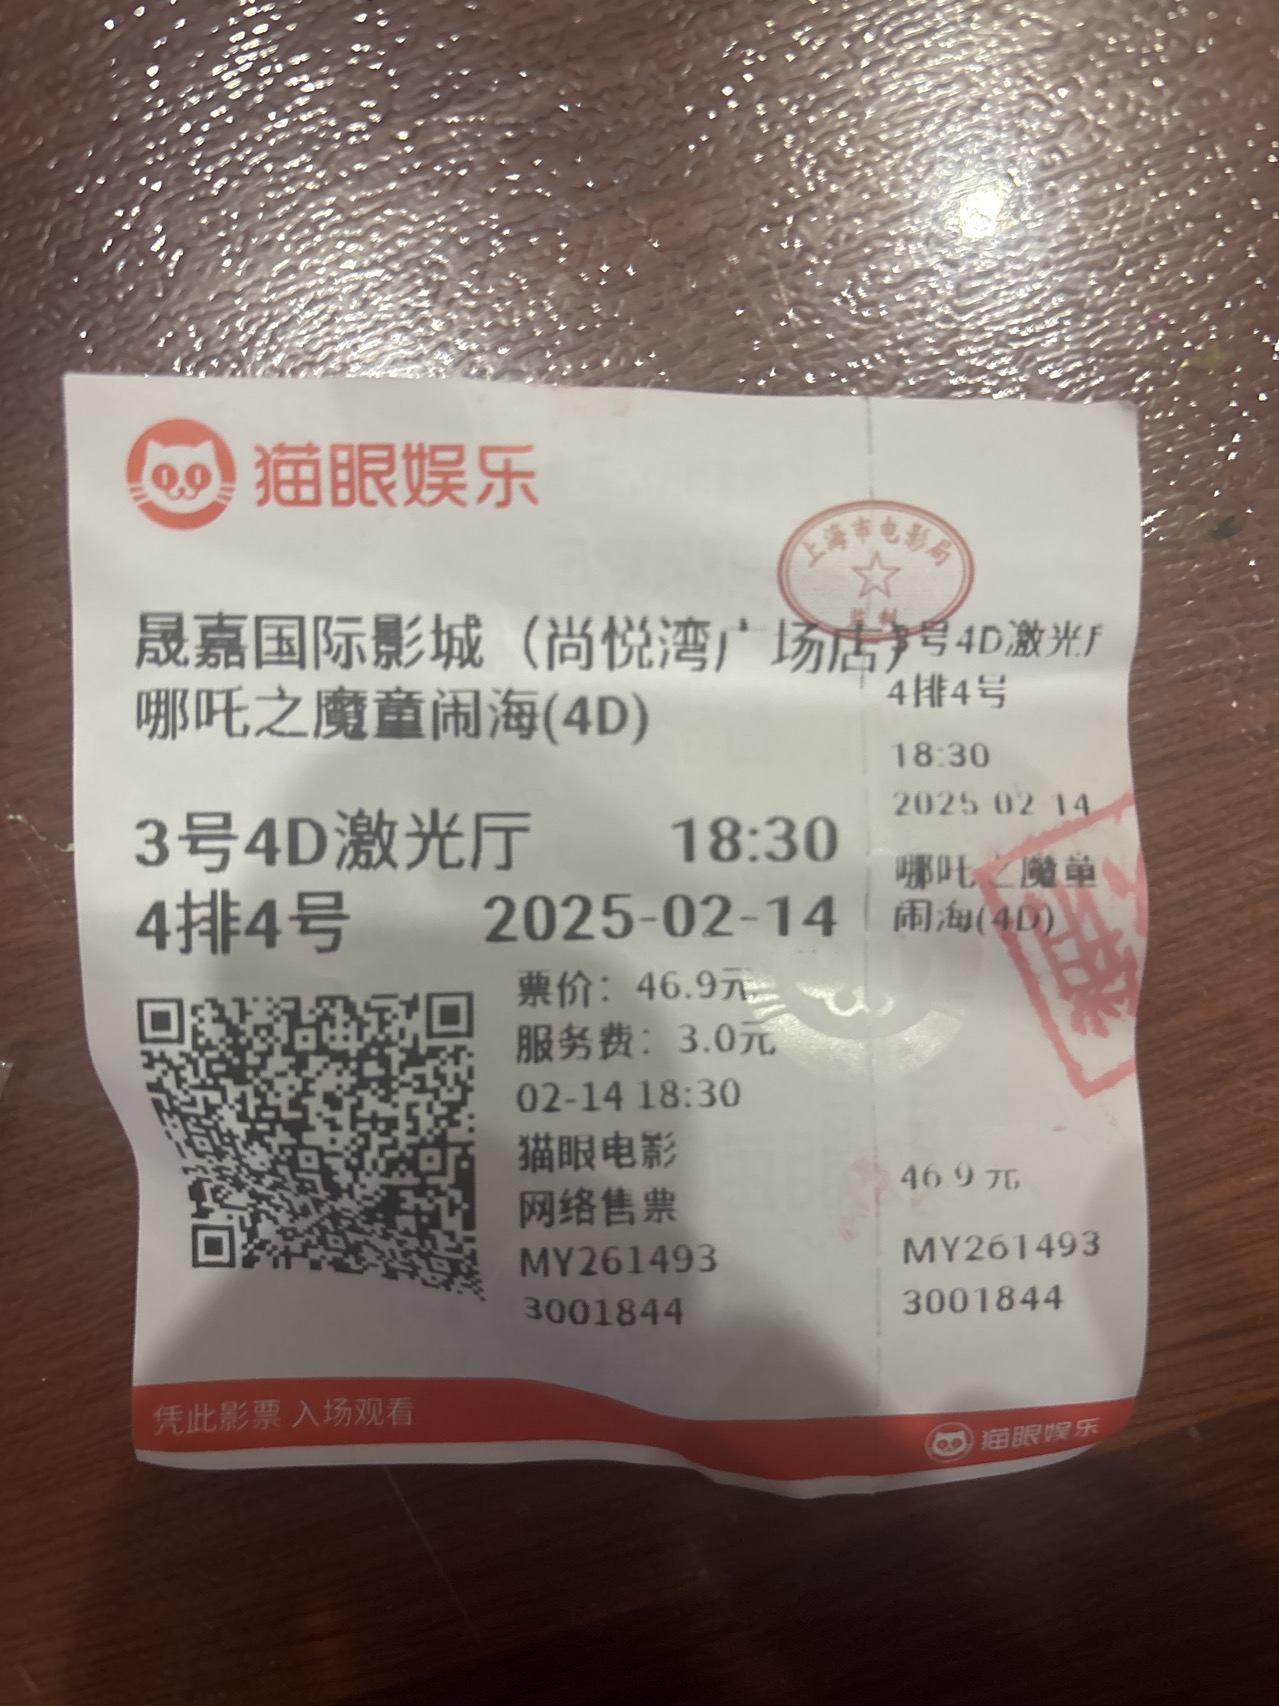 猫眼娱乐
上海市电影局
监制
晟嘉国际影城（尚悦湾广场店）
哪吒之魔童闹海(4D)
3号4D激光厅 18:30
4排4号 2025-02-14
票价：46.9元
服务费：3.0元
02-14 18:30
猫眼电影
网络售票
MY261493
3001844
3号4D激光厅
4排4号
18:30
2025 02 14
哪吒之魔童
闹海(4D)
46 9 元
MY261493
3001844
凭此影票 入场观看
猫眼娱乐